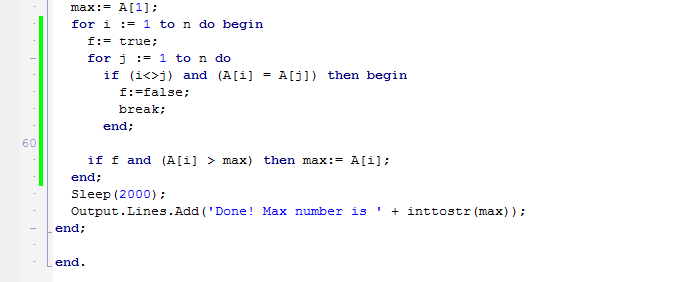 max:= A[1];
for i := 1 to n do begin
f:= true;
for j := 1 to n do
if (i<>j) and (A[i] = A[j]) then begin
f:=false;
break;
end;
60
if f and (A[i] > max) then max:= A[i];
end;
Sleep(2000);
Output.Lines.Add('Done! Max number is ' + inttostr(max));
end;
end.